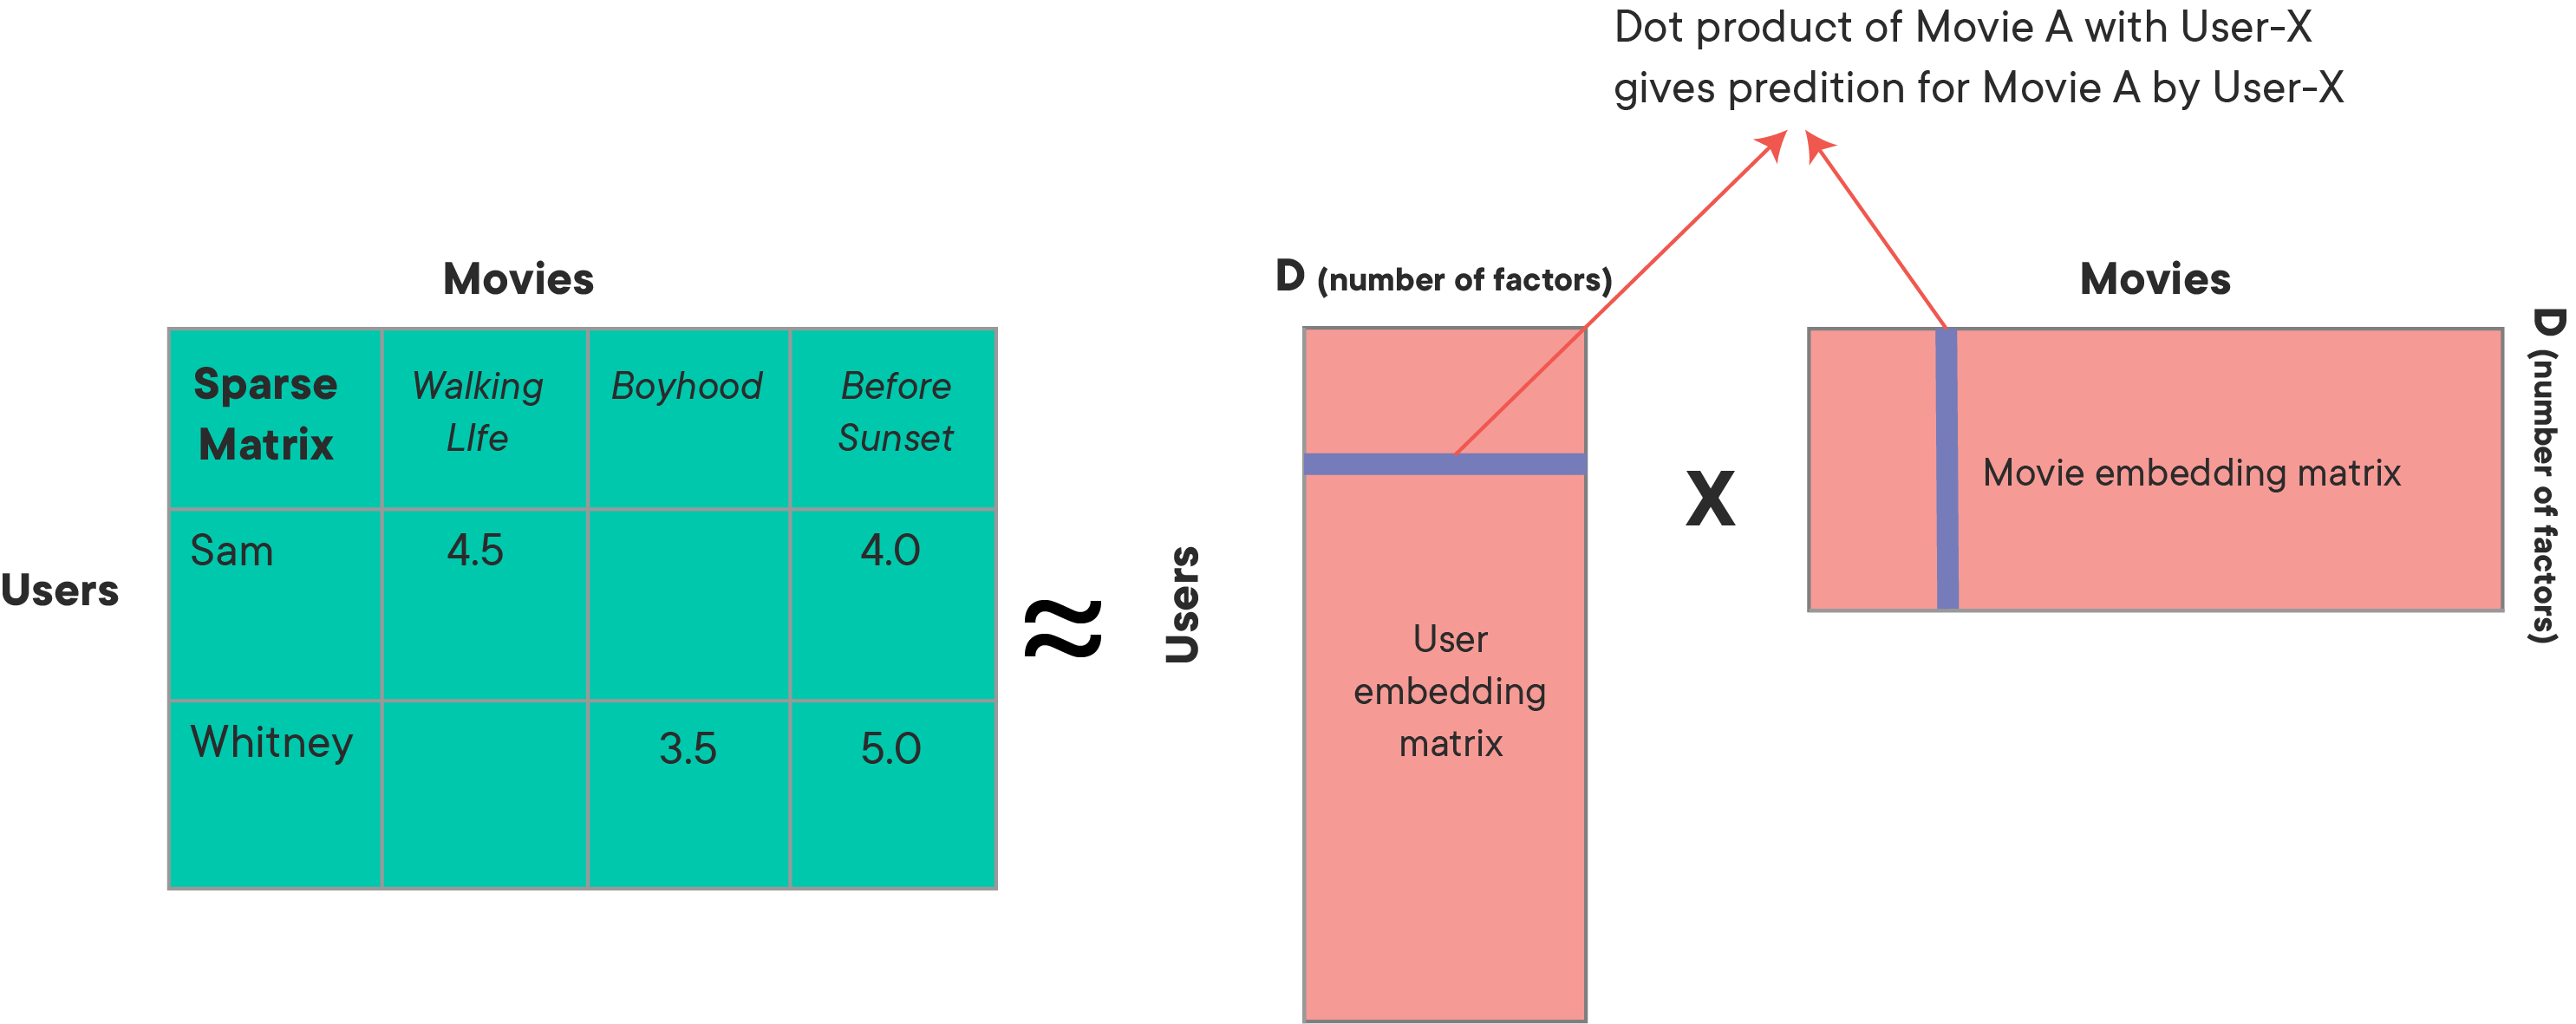 Dot product of Movie A with User-X
gives predition for Movie A by User-X
Movies
Sparse
Matrix
Walking
LIfe
Boyhood
Before
Sunset
Users
Sam
4.5
4.0
Whitney
3.5
5.0
≈
D (number of factors)
Users
User
embedding
matrix
X
Movies
Movie embedding matrix
D (number of factors)